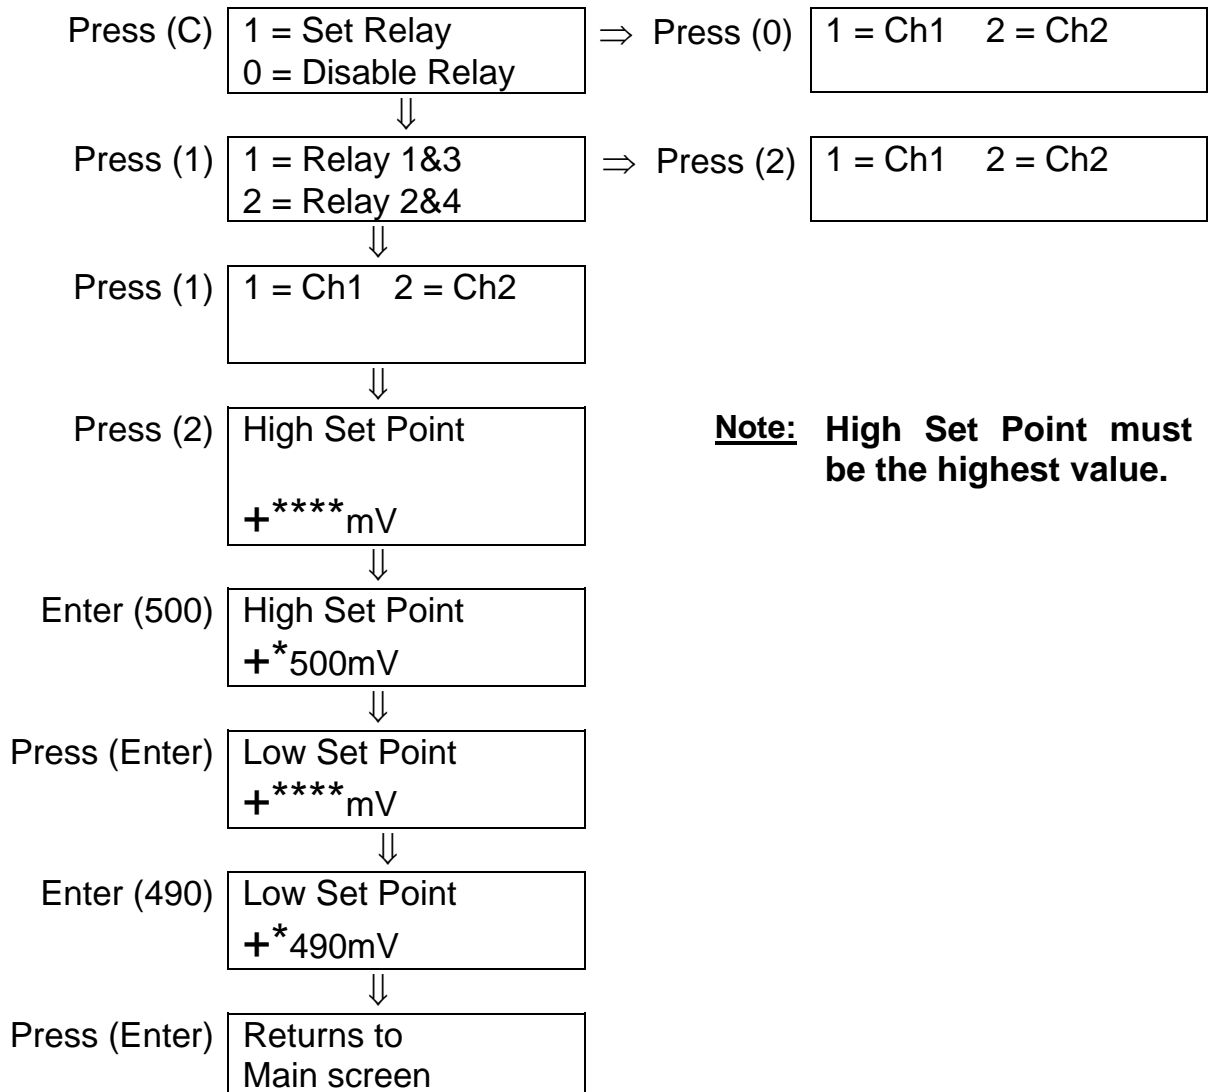 Press (C) 1 = Set Relay ⇒ Press (0) 1 = Ch1 2 = Ch2
0 = Disable Relay
⇓
Press (1) 1 = Relay 1&3 ⇒ Press (2) 1 = Ch1 2 = Ch2
2 = Relay 2&4
⇓
Press (1) 1 = Ch1 2 = Ch2
⇓
Press (2) High Set Point
+****mV
Note: High Set Point must
be the highest value.
⇓
Enter (500) High Set Point
+*500mV
⇓
Press (Enter) Low Set Point
+****mV
⇓
Enter (490) Low Set Point
+*490mV
⇓
Press (Enter) Returns to
Main screen